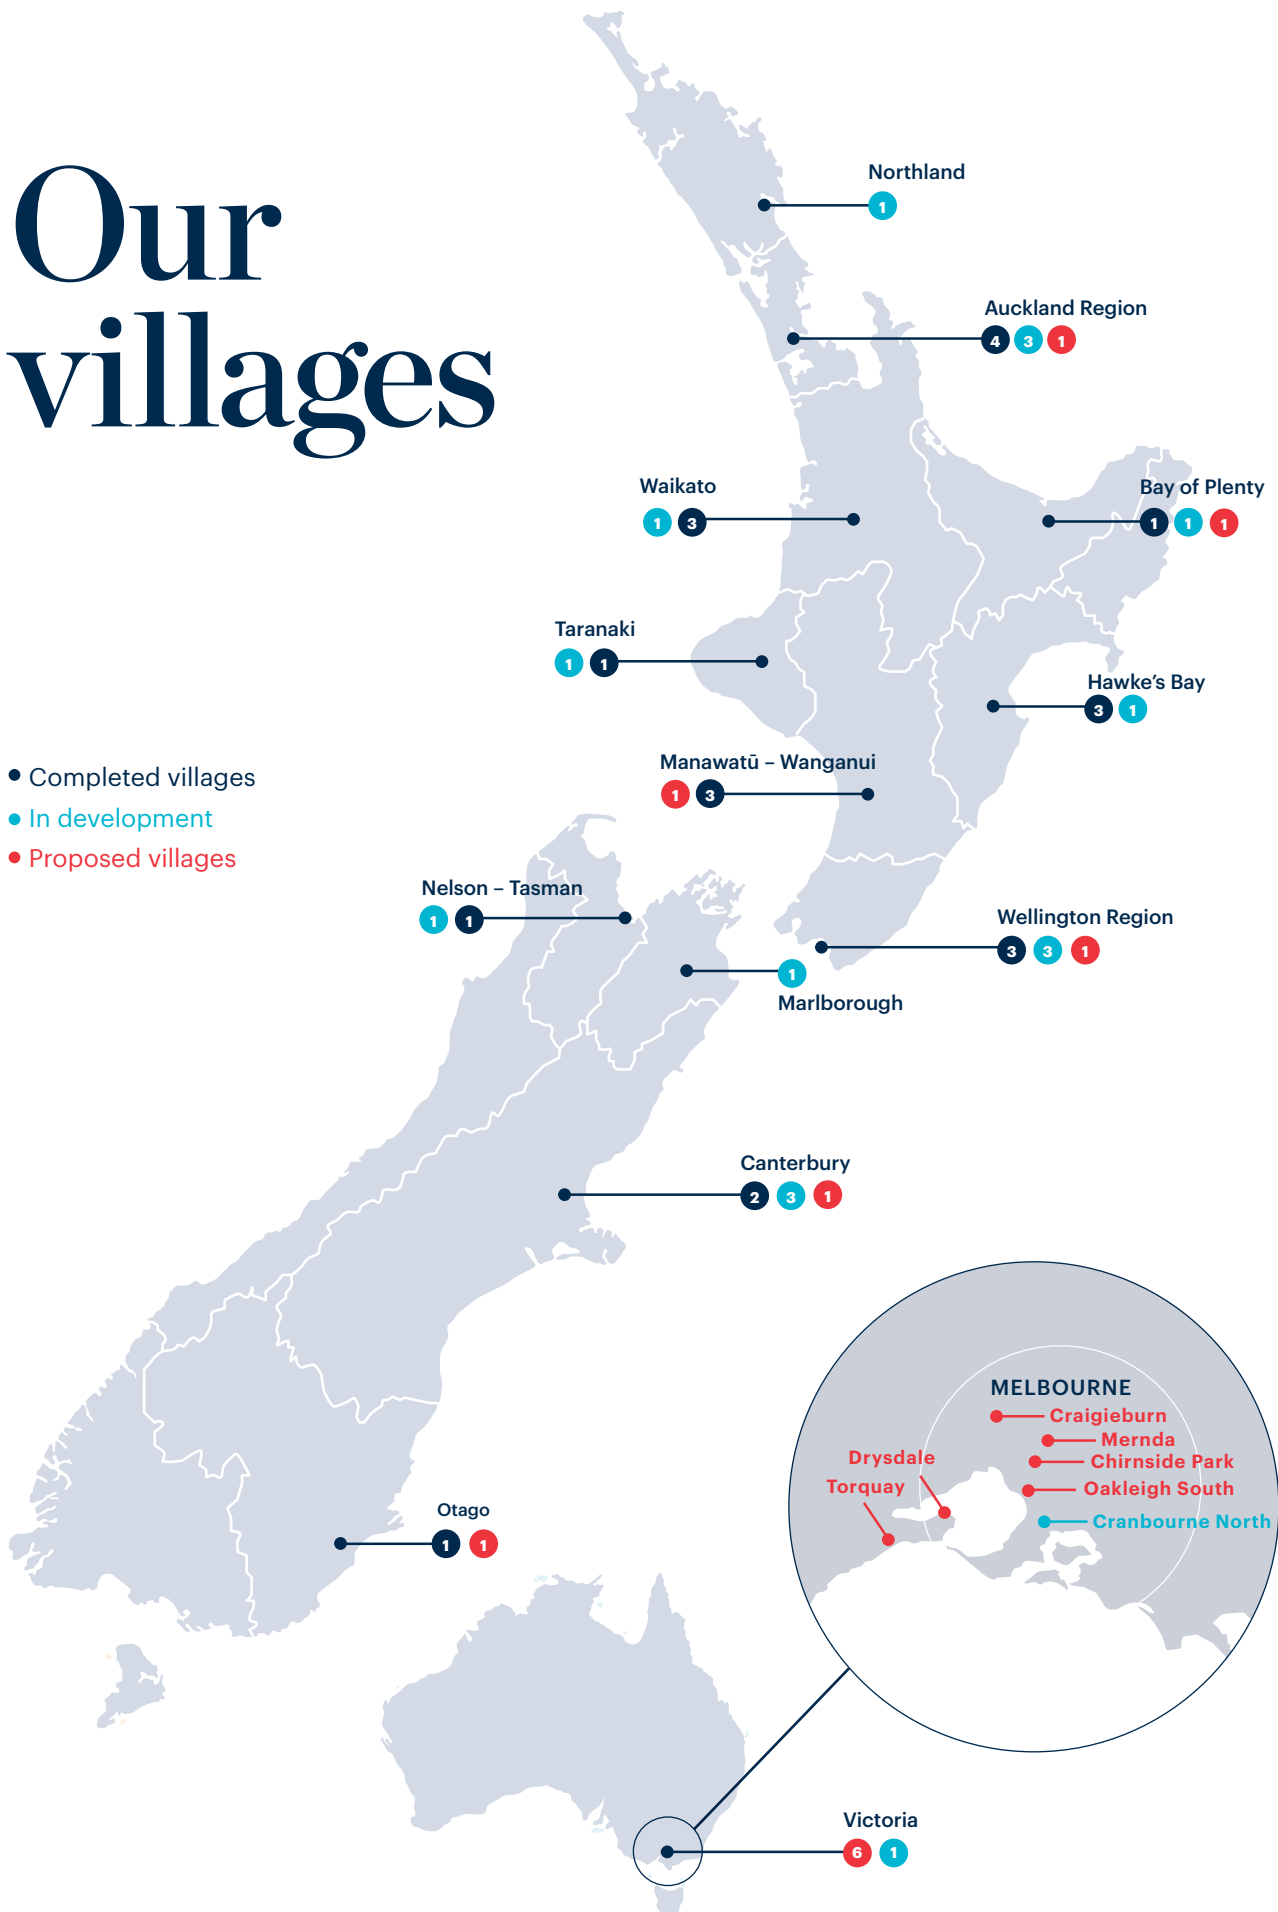 Our
villages
Northland
1
Auckland Region
4 3 1
Waikato
1 3
Bay of Plenty
1 1 1
Taranaki
1 1
Hawke's Bay
3 1
Manawatū – Wanganui
1 3
Completed villages
In development
Proposed villages
Nelson – Tasman
1 1
Wellington Region
3 3 1
1
Marlborough
Canterbury
2 3 1
MELBOURNE
Craigieburn
Mernda
Chirnside Park
Drysdale
Torquay
Oakleigh South
Cranbourne North
Otago
1 1
Victoria
6 1